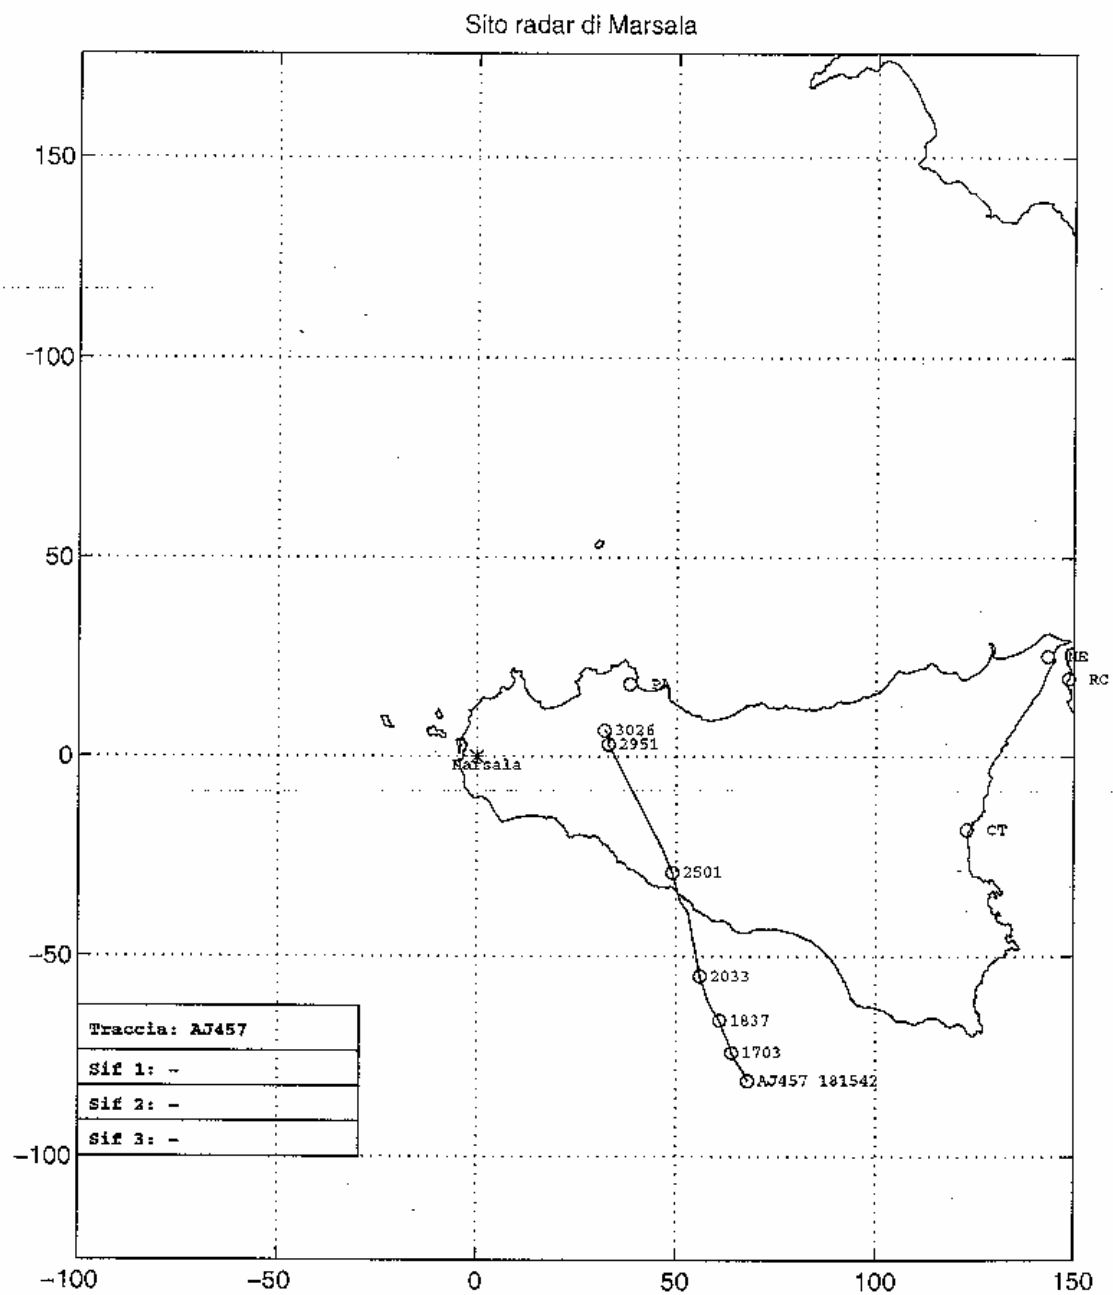 Sito radar di Marsala
150
-100
50
ME
RC
PA
3026
2951
0
Marsala
CT
2501
-50
2033
Traccia: AJ457
1837
1703
Sif 1: -
AJ457 181542
Sif 2: -
Sif 3: -
-100
-100
-50
0
50
100
150